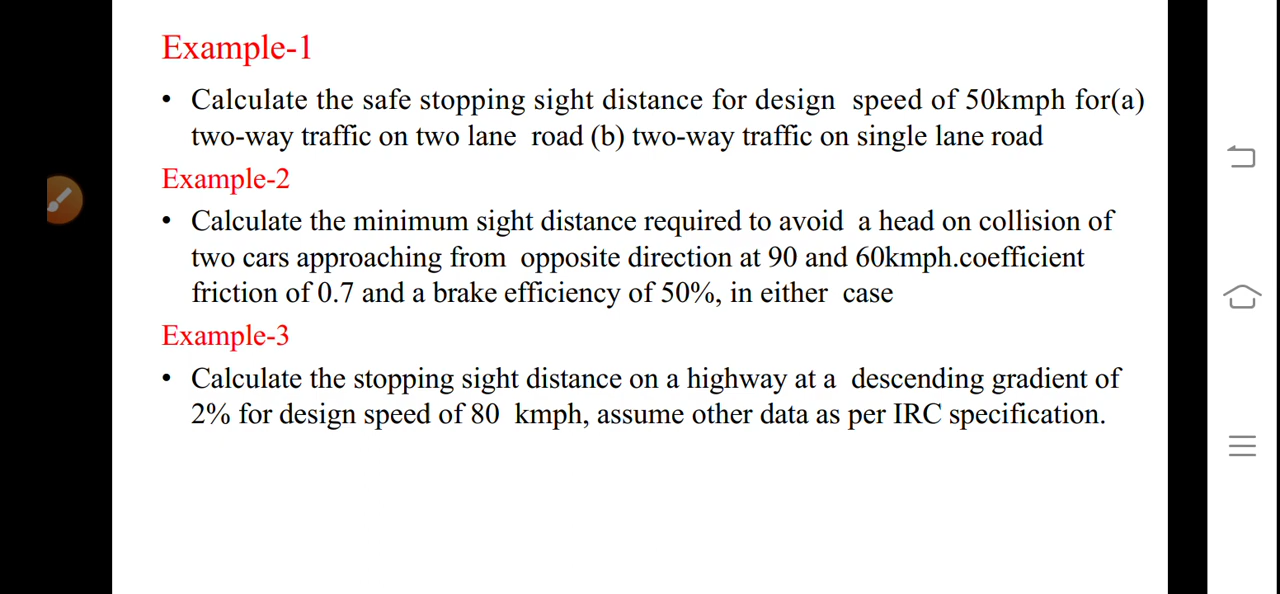 Example-1
• Calculate the safe stopping sight distance for design speed of 50kmph for(a)
two-way traffic on two lane road (b) two-way traffic on single lane road
Example-2
• Calculate the minimum sight distance required to avoid a head on collision of
two cars approaching from opposite direction at 90 and 60kmph.coefficient
friction of 0.7 and a brake efficiency of 50%, in either case
Example-3
• Calculate the stopping sight distance on a highway at a descending gradient of
2% for design speed of 80 kmph, assume other data as per IRC specification.